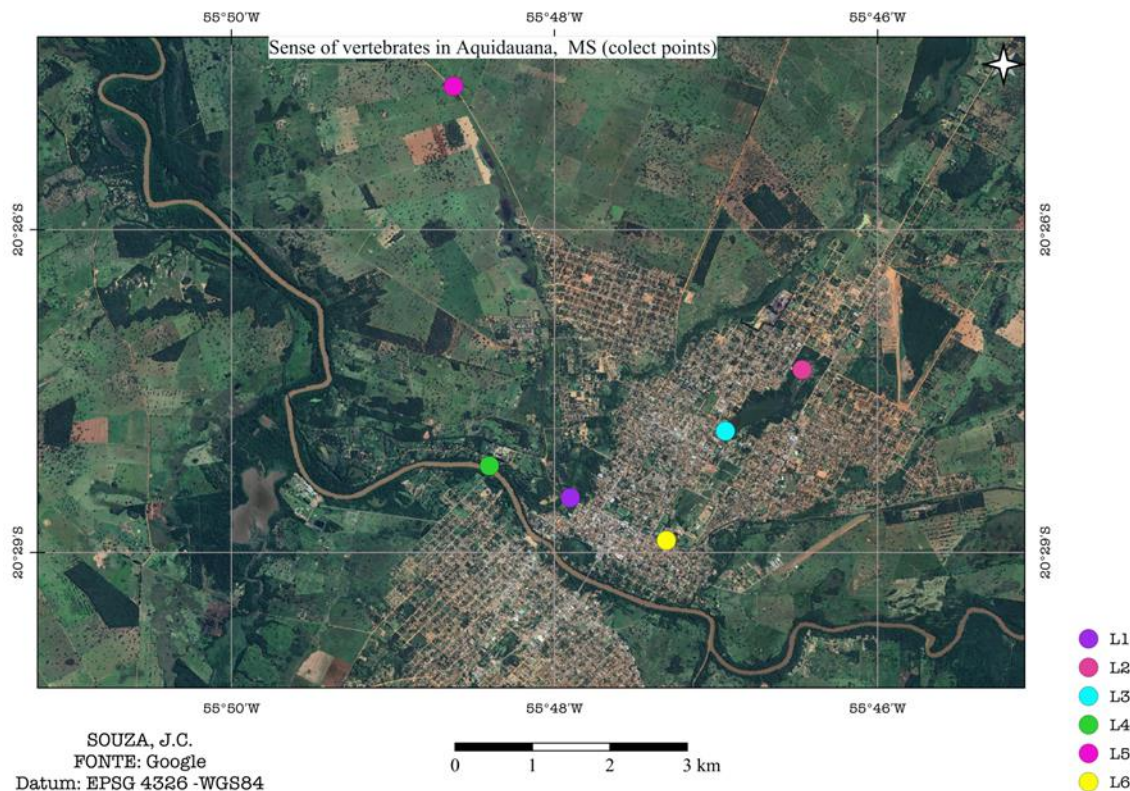 55°50'W 55°48'W 55°46'W
Sense of vertebrates in Aquidauana, MS (colect points)
20°26'S 20°26'S
20°29'S 20°29'S
55°50'W 55°48'W 55°46'W
L1
L2
L3
L4
L5
L6
SOUZA, J.C.
FONTE: Google
Datum: EPSG 4326 -WGS84
0 1 2 3 km